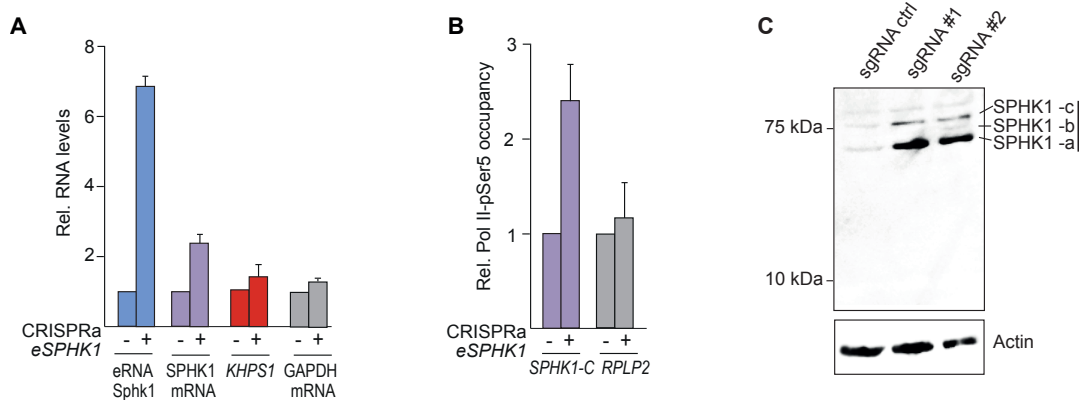 A
Rel. RNA levels
8
6
4
2
CRISPRa
eSPHK1
- + - + - + - +
eRNA
Sphk1
SPHK1
mRNA
KHPS1
GAPDH
mRNA
B
Rel. Pol II-pSer5 occupancy
3
2
1
CRISPRa
eSPHK1
- + - +
SPHK1-C
RPLP2
C
sgRNA ctrl
sgRNA #1
sgRNA #2
75 kDa
10 kDa
SPHK1 -c
SPHK1 -b
SPHK1 -a
Actin